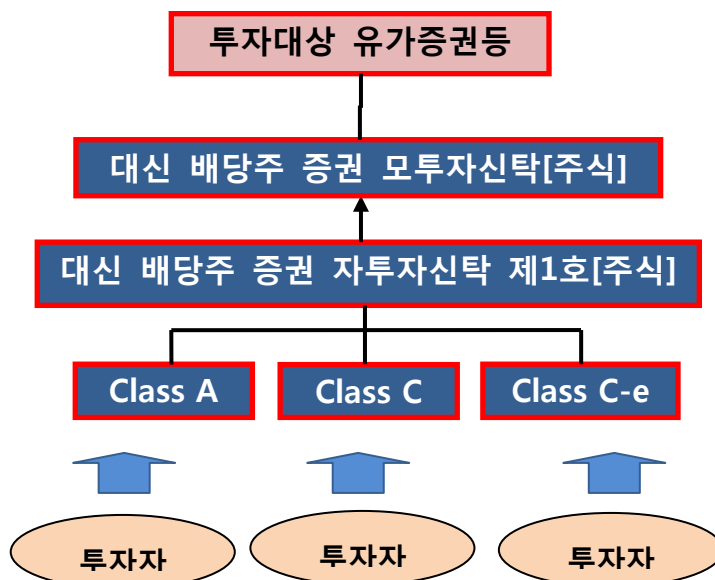 투자대상 유가증권등
대신 배당주 증권 모투자신탁[주식]
대신 배당주 증권 자투자신탁 제1호[주식]
Class A
Class C
Class C-e
투자자
투자자
투자자